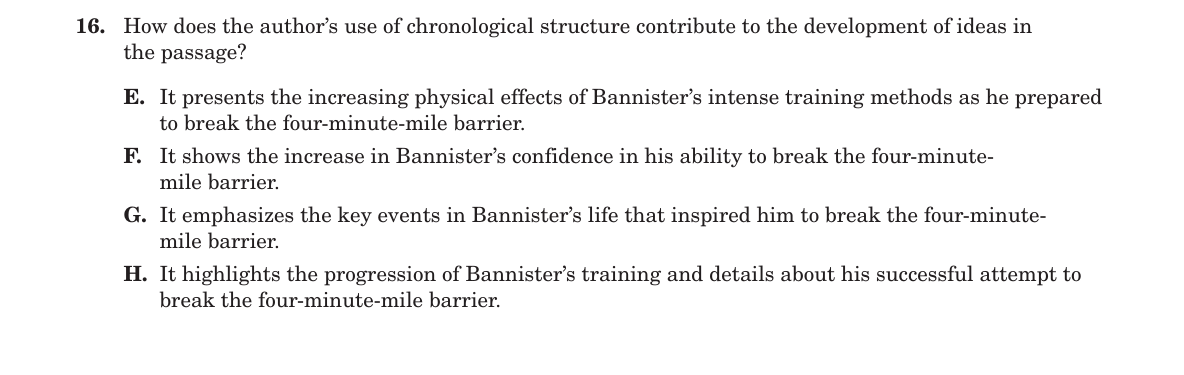 16. How does the author’s use of chronological structure contribute to the development of ideas in
the passage?
E. It presents the increasing physical effects of Bannister’s intense training methods as he prepared
to break the four-minute-mile barrier.
F. It shows the increase in Bannister’s confidence in his ability to break the four-minute-
mile barrier.
G. It emphasizes the key events in Bannister’s life that inspired him to break the four-minute-
mile barrier.
H. It highlights the progression of Bannister’s training and details about his successful attempt to
break the four-minute-mile barrier.